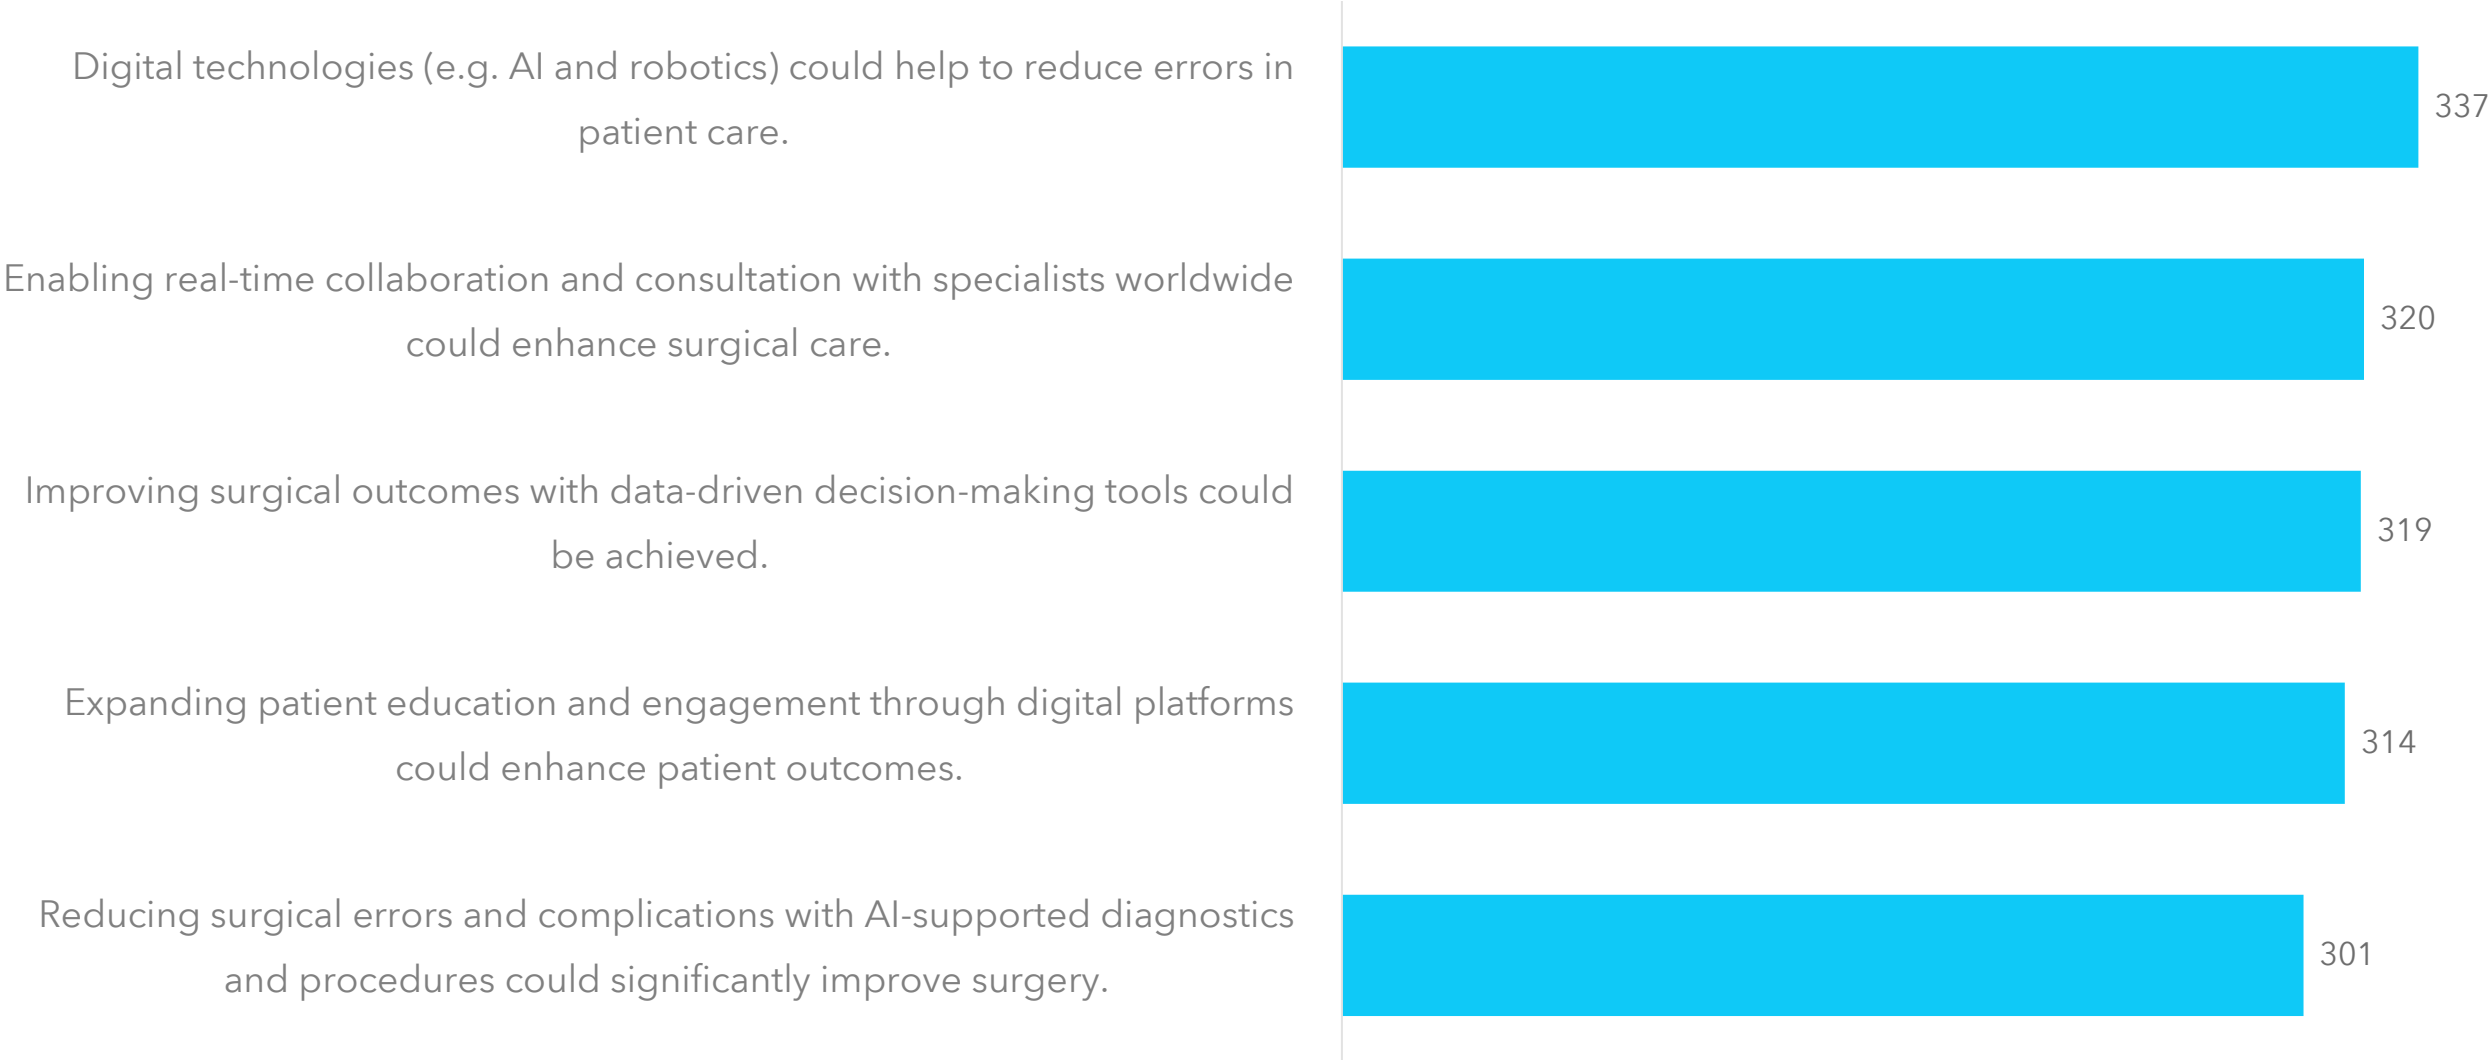 Digital technologies (e.g. AI and robotics) could help to reduce errors in
patient care.
337
Enabling real-time collaboration and consultation with specialists worldwide
could enhance surgical care.
320
Improving surgical outcomes with data-driven decision-making tools could
be achieved.
319
Expanding patient education and engagement through digital platforms
could enhance patient outcomes.
314
Reducing surgical errors and complications with AI-supported diagnostics
and procedures could significantly improve surgery.
301